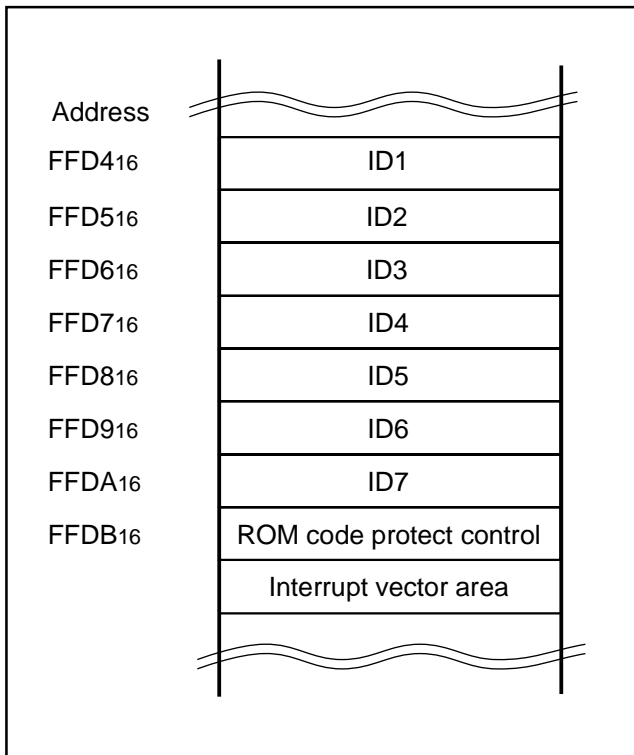 Address
FFD416 ID1
FFD516 ID2
FFD616 ID3
FFD716 ID4
FFD816 ID5
FFD916 ID6
FFDA16 ID7
FFDB16 ROM code protect control
Interrupt vector area